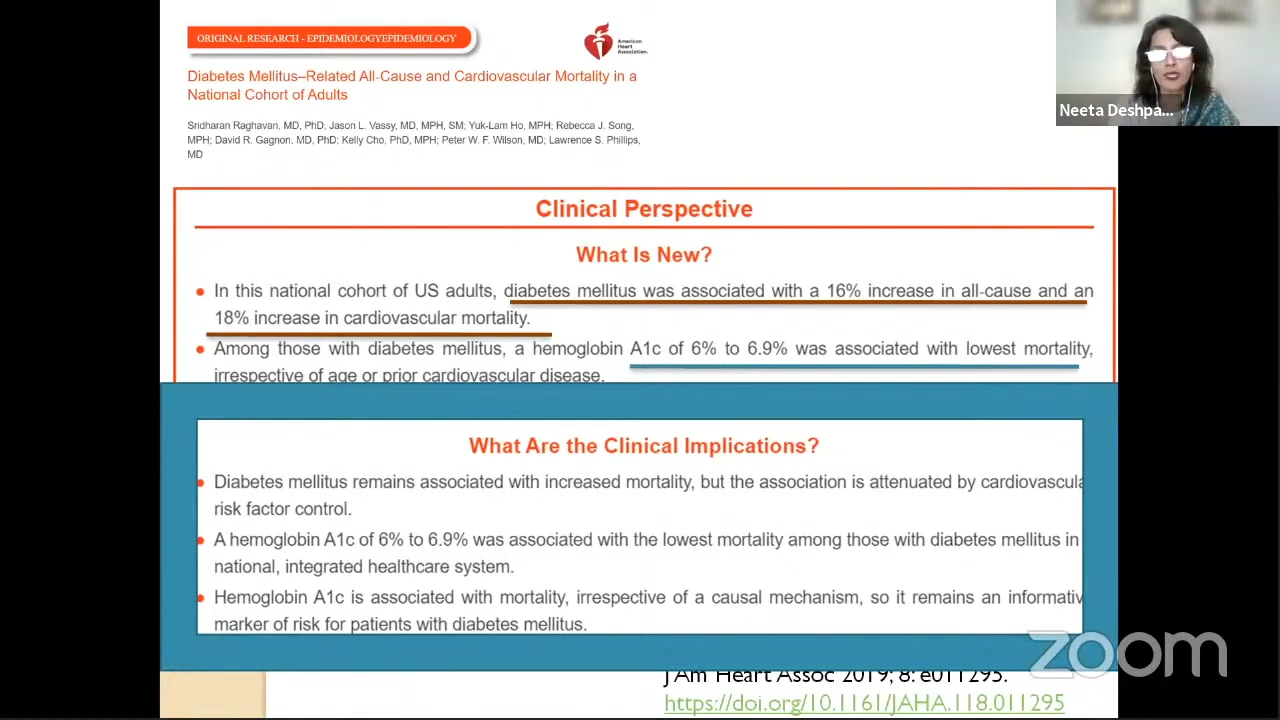 ORIGINAL RESEARCH - EPIDEMIOLOGYEPIDEMIOLOGY
American
Heart
Association.
Diabetes Mellitus–Related All-Cause and Cardiovascular Mortality in a
National Cohort of Adults
Sridharan Raghavan, MD, PhD; Jason L. Vassy, MD, MPH, SM; Yuk-Lam Ho, MPH; Rebecca J. Song,
MPH; David R. Gagnon, MD, PhD; Kelly Cho, PhD, MPH; Peter W. F. Wilson, MD; Lawrence S. Phillips,
MD
Neeta Deshpa...
Clinical Perspective
What Is New?
• In this national cohort of US adults, diabetes mellitus was associated with a 16% increase in all-cause and an
18% increase in cardiovascular mortality.
• Among those with diabetes mellitus, a hemoglobin A1c of 6% to 6.9% was associated with lowest mortality,
irrespective of age or prior cardiovascular disease.
What Are the Clinical Implications?
• Diabetes mellitus remains associated with increased mortality, but the association is attenuated by cardiovascula
risk factor control.
• A hemoglobin A1c of 6% to 6.9% was associated with the lowest mortality among those with diabetes mellitus in
national, integrated healthcare system.
• Hemoglobin A1c is associated with mortality, irrespective of a causal mechanism, so it remains an informativ
marker of risk for patients with diabetes mellitus.
zoom
J Am Heart Assoc 2019; 8: e011295.
https://doi.org/10.1161/JAHA.118.011295